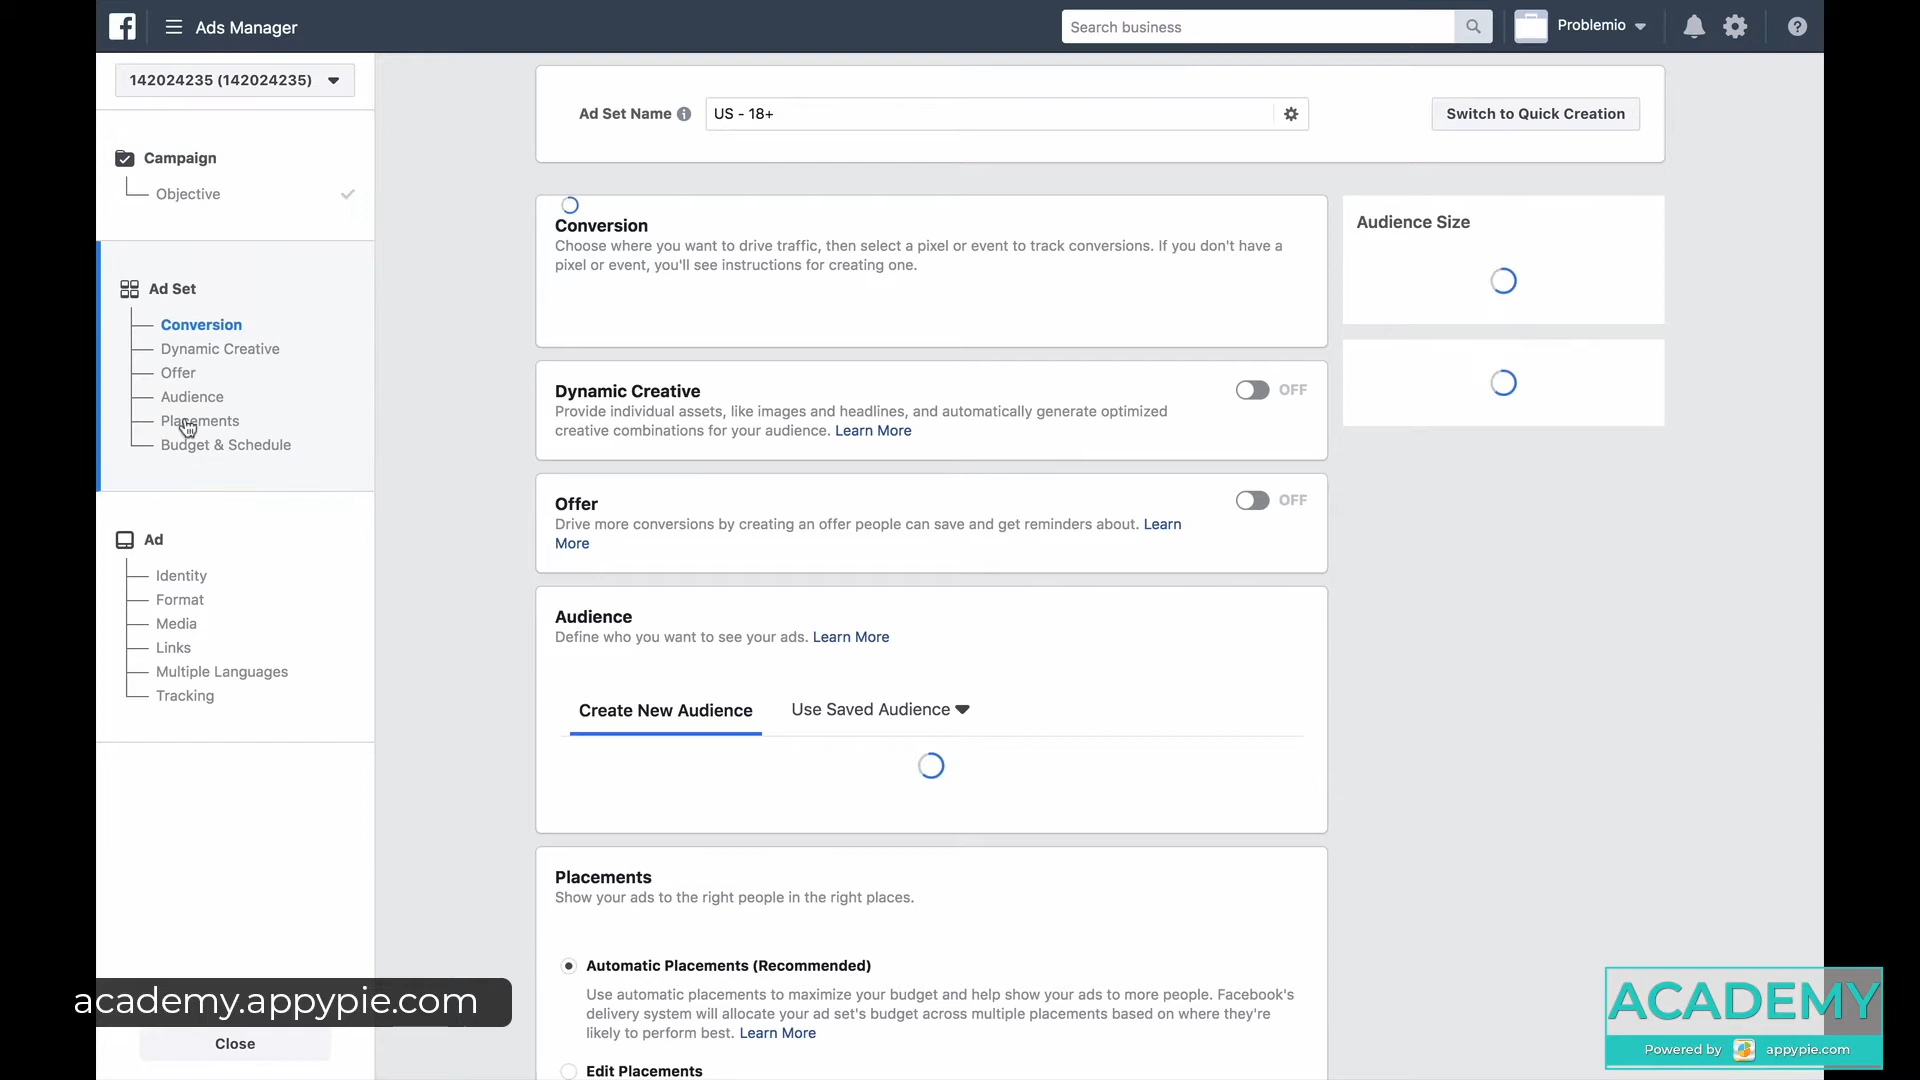 Ads Manager
Search business
Problemio
142024235 (142024235)
Ad Set Name
US - 18+
Switch to Quick Creation
Campaign
Objective
Ad Set
Conversion
Dynamic Creative
Offer
Audience
Placements
Budget & Schedule
Ad
Identity
Format
Media
Links
Multiple Languages
Tracking
Close
Conversion
Choose where you want to drive traffic, then select a pixel or event to track conversions. If you don't have a
pixel or event, you'll see instructions for creating one.
Audience Size
Dynamic Creative
OFF
Provide individual assets, like images and headlines, and automatically generate optimized
creative combinations for your audience. Learn More
Offer
OFF
Drive more conversions by creating an offer people can save and get reminders about. Learn
More
Audience
Define who you want to see your ads. Learn More
Create New Audience
Use Saved Audience
Placements
Show your ads to the right people in the right places.
Automatic Placements (Recommended)
Use automatic placements to maximize your budget and help show your ads to more people. Facebook's
delivery system will allocate your ad set's budget across multiple placements based on where they're
likely to perform best. Learn More
Edit Placements
academy.appypie.com
ACADEMY
Powered by appypie.com